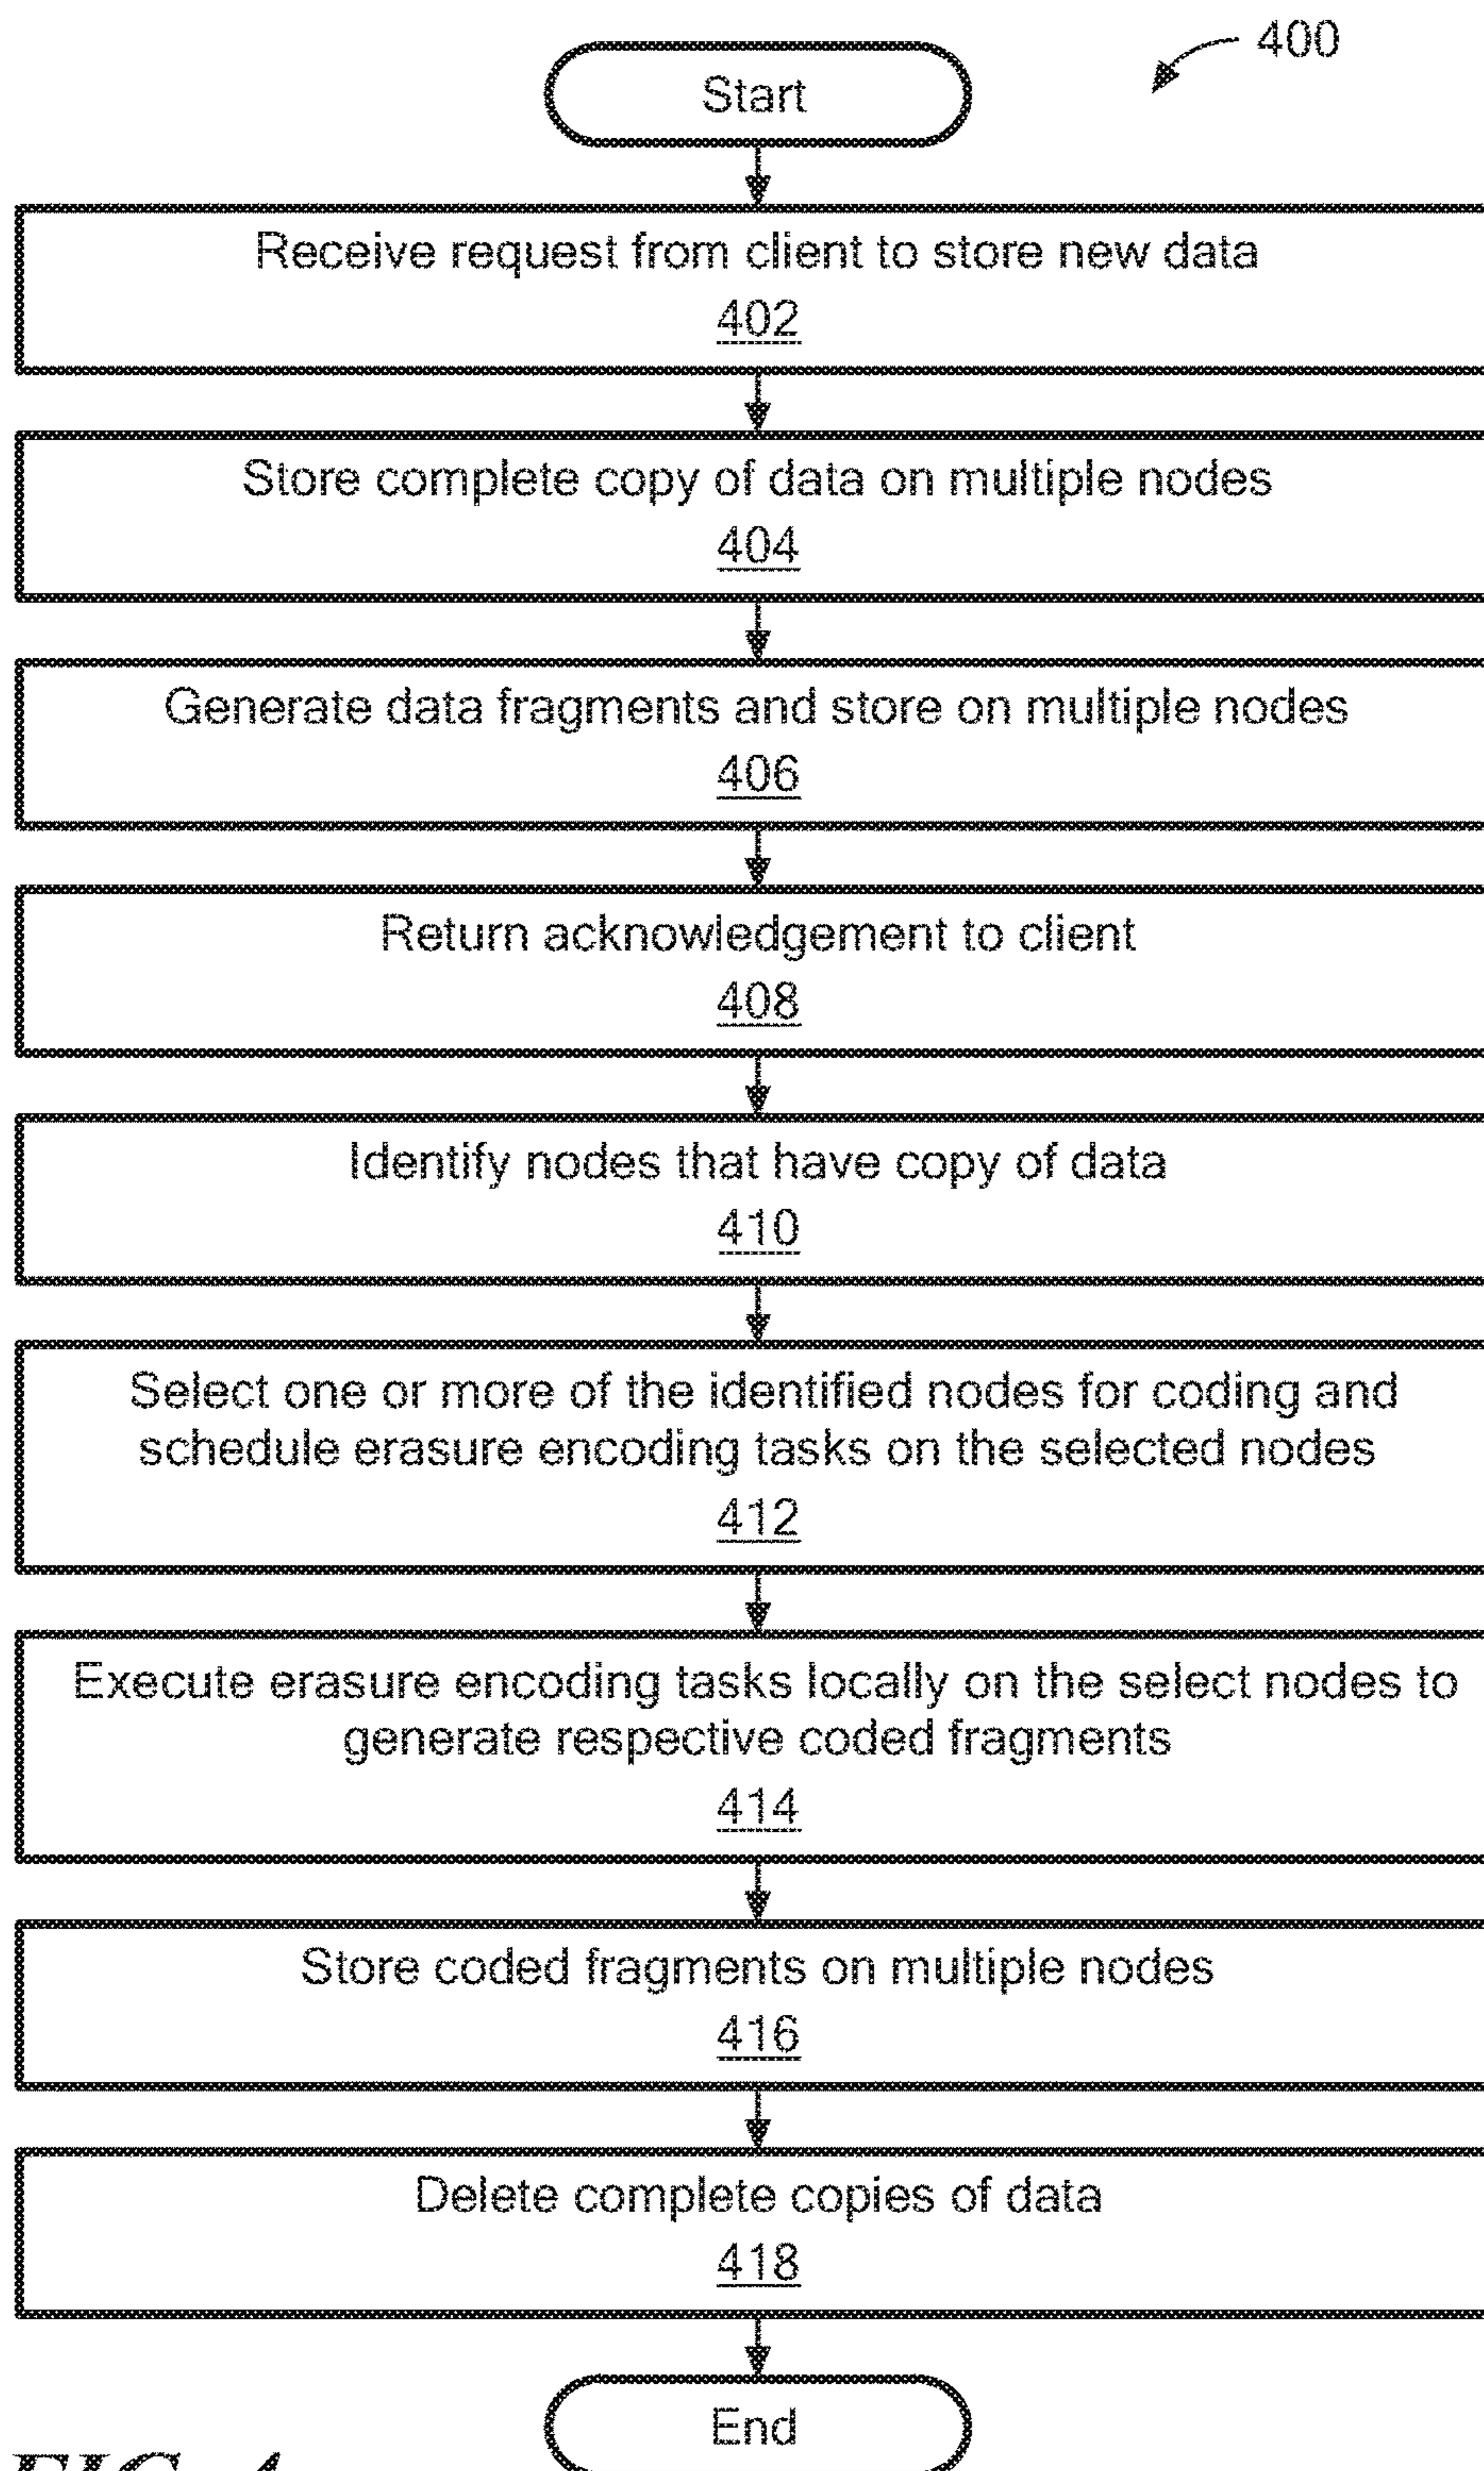 400
Start
Receive request from client to store new data
402
Store complete copy of data on multiple nodes
404
Generate data fragments and store on multiple nodes
406
Return acknowledgement to client
408
Identify nodes that have copy of data
410
Select one or more of the identified nodes for coding and
schedule erasure encoding tasks on the selected nodes
412
Execute erasure encoding tasks locally on the select nodes to
generate respective coded fragments
414
Store coded fragments on multiple nodes
416
Delete complete copies of data
418
End